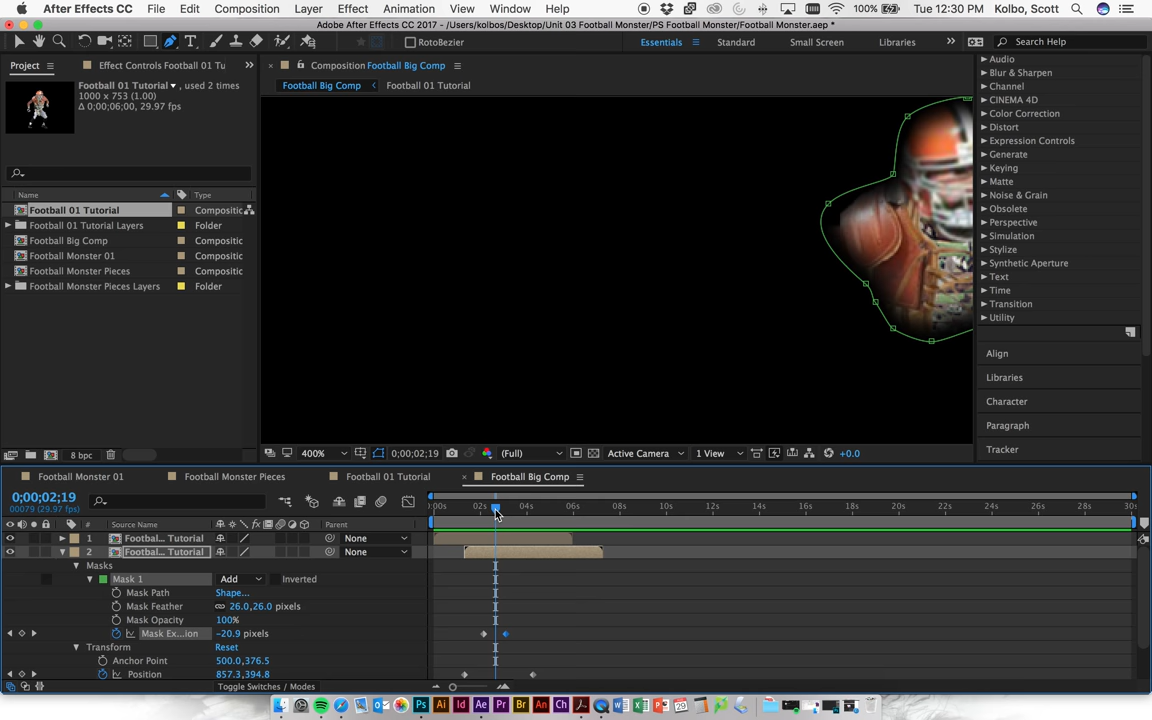 After Effects CC File Edit Composition Layer Effect Animation View Window Help 100% Tue 12:30 PM Kolbo, Scott
Adobe After Effects CC 2017 - /Users/kolbos/Desktop/Unit 03 Football Monster/PS Football Monster/Football Monster.aep *
RotoBezier Essentials Standard Small Screen Libraries Search Help
Project Effect Controls Football 01 Tu Composition Football Big Comp
Football 01 Tutorial , used 2 times
1000 x 753 (1.00)
Δ 0;00;06;00, 29.97 fps
Football Big Comp Football 01 Tutorial
Name Type
Football 01 Tutorial Compositic
Football 01 Tutorial Layers Folder
Football Big Comp Compositic
Football Monster 01 Compositic
Football Monster Pieces Compositic
Football Monster Pieces Layers Folder
Audio
Blur & Sharpen
Channel
CINEMA 4D
Color Correction
Distort
Expression Controls
Generate
Keying
Matte
Noise & Grain
Obsolete
Perspective
Simulation
Stylize
Synthetic Aperture
Text
Time
Transition
Utility
Align
Libraries
Character
Paragraph
Tracker
8 bpc 400% 0;00;02;19 (Full) Active Camera 1 View +0.0
Football Monster 01 Football Monster Pieces Football 01 Tutorial Football Big Comp
0;00;02;19
00079 (29.97 fps)
:00s 02s 04s 06s 08s 10s 12s 14s 16s 18s 20s 22s 24s 26s 28s 30s
# Source Name Parent
1 Footbal... Tutorial None
2 Footbal... Tutorial None
Masks
Mask 1 Add Inverted
Mask Path Shape...
Mask Feather 26.0,26.0 pixels
Mask Opacity 100%
Mask Ex...ion -20.9 pixels
Transform Reset
Anchor Point 500.0,376.5
Position 857.3,394.8
Toggle Switches / Modes